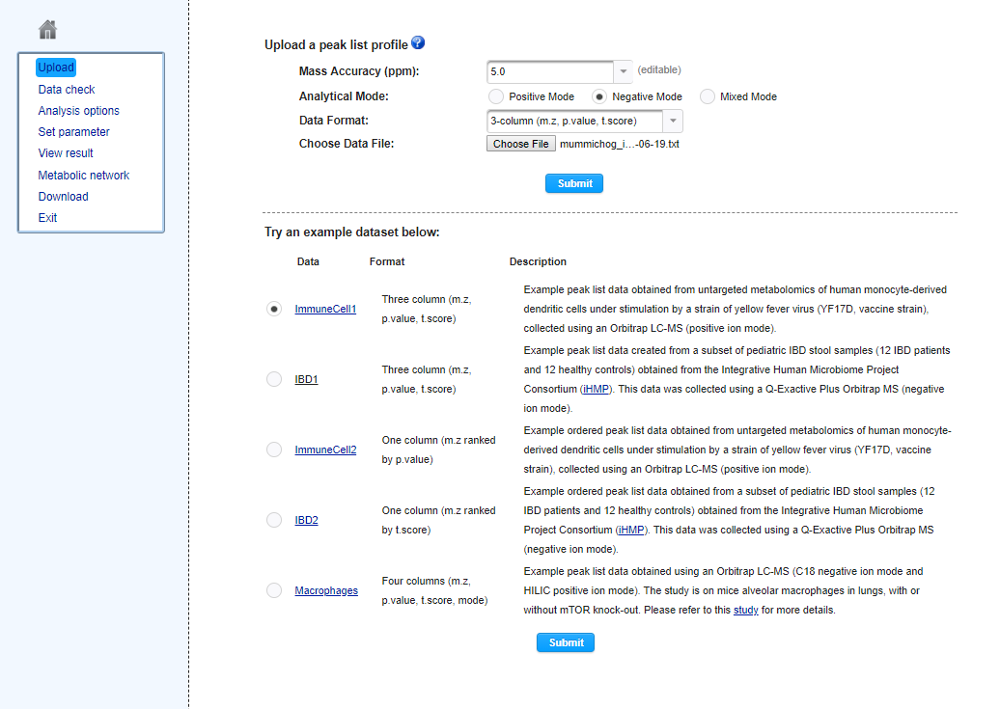 Upload
Data check
Analysis options
Set parameter
View result
Metabolic network
Download
Exit
Upload a peak list profile ?
Mass Accuracy (ppm): 5.0 (editable)
Analytical Mode: Positive Mode Negative Mode Mixed Mode
Data Format: 3-column (m.z, p.value, t.score)
Choose Data File: Choose File mummichog_i...-06-19.txt
Submit
Try an example dataset below:
Data Format Description
ImmuneCell1
Three column (m.z,
p.value, t.score)
Example peak list data obtained from untargeted metabolomics of human monocyte-derived
dendritic cells under stimulation by a strain of yellow fever virus (YF17D, vaccine strain),
collected using an Orbitrap LC-MS (positive ion mode).
IBD1
Three column (m.z,
p.value, t.score)
Example peak list data created from a subset of pediatric IBD stool samples (12 IBD patients
and 12 healthy controls) obtained from the Integrative Human Microbiome Project
Consortium (iHMP). This data was collected using a Q-Exactive Plus Orbitrap MS (negative
ion mode).
ImmuneCell2
One column (m.z ranked
by p.value)
Example ordered peak list data obtained from untargeted metabolomics of human monocyte-
derived dendritic cells under stimulation by a strain of yellow fever virus (YF17D, vaccine
strain), collected using an Orbitrap LC-MS (positive ion mode).
IBD2
One column (m.z ranked
by t.score)
Example ordered peak list data obtained from a subset of pediatric IBD stool samples (12
IBD patients and 12 healthy controls) obtained from the Integrative Human Microbiome
Project Consortium (iHMP). This data was collected using a Q-Exactive Plus Orbitrap MS
(negative ion mode).
Macrophages
Four columns (m.z,
p.value, t.score, mode)
Example peak list data obtained using an Orbitrap LC-MS (C18 negative ion mode and
HILIC positive ion mode). The study is on mice alveolar macrophages in lungs, with or
without mTOR knock-out. Please refer to this study for more details.
Submit